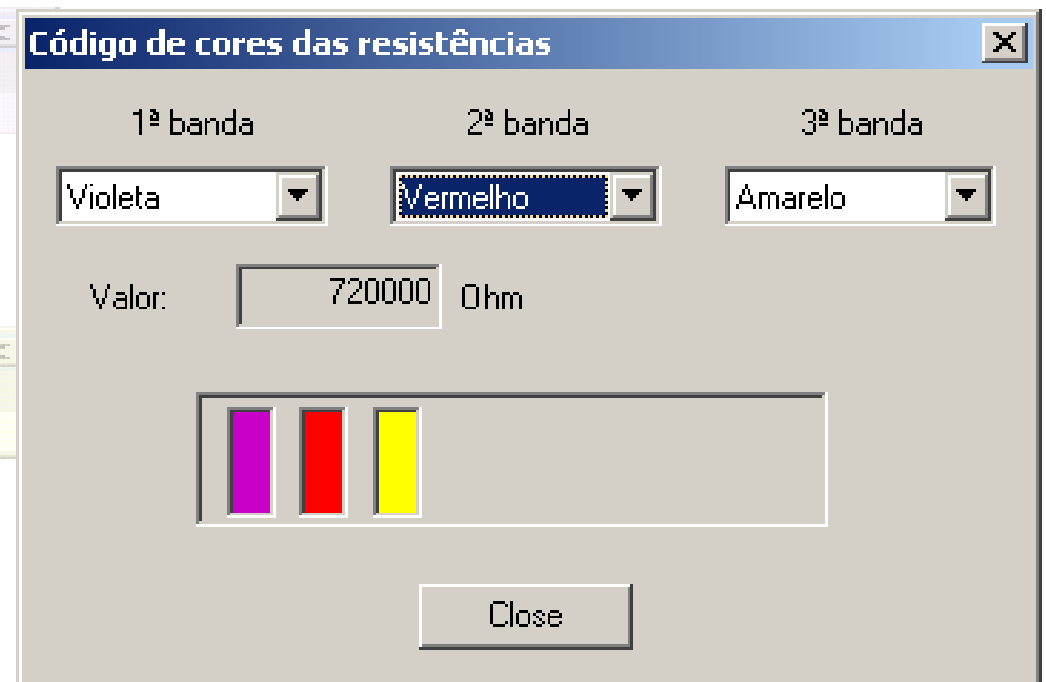 Código de cores das resistências
1ª banda 2ª banda 3ª banda
Violeta Vermelho Amarelo
Valor: 720000 Ohm
Close